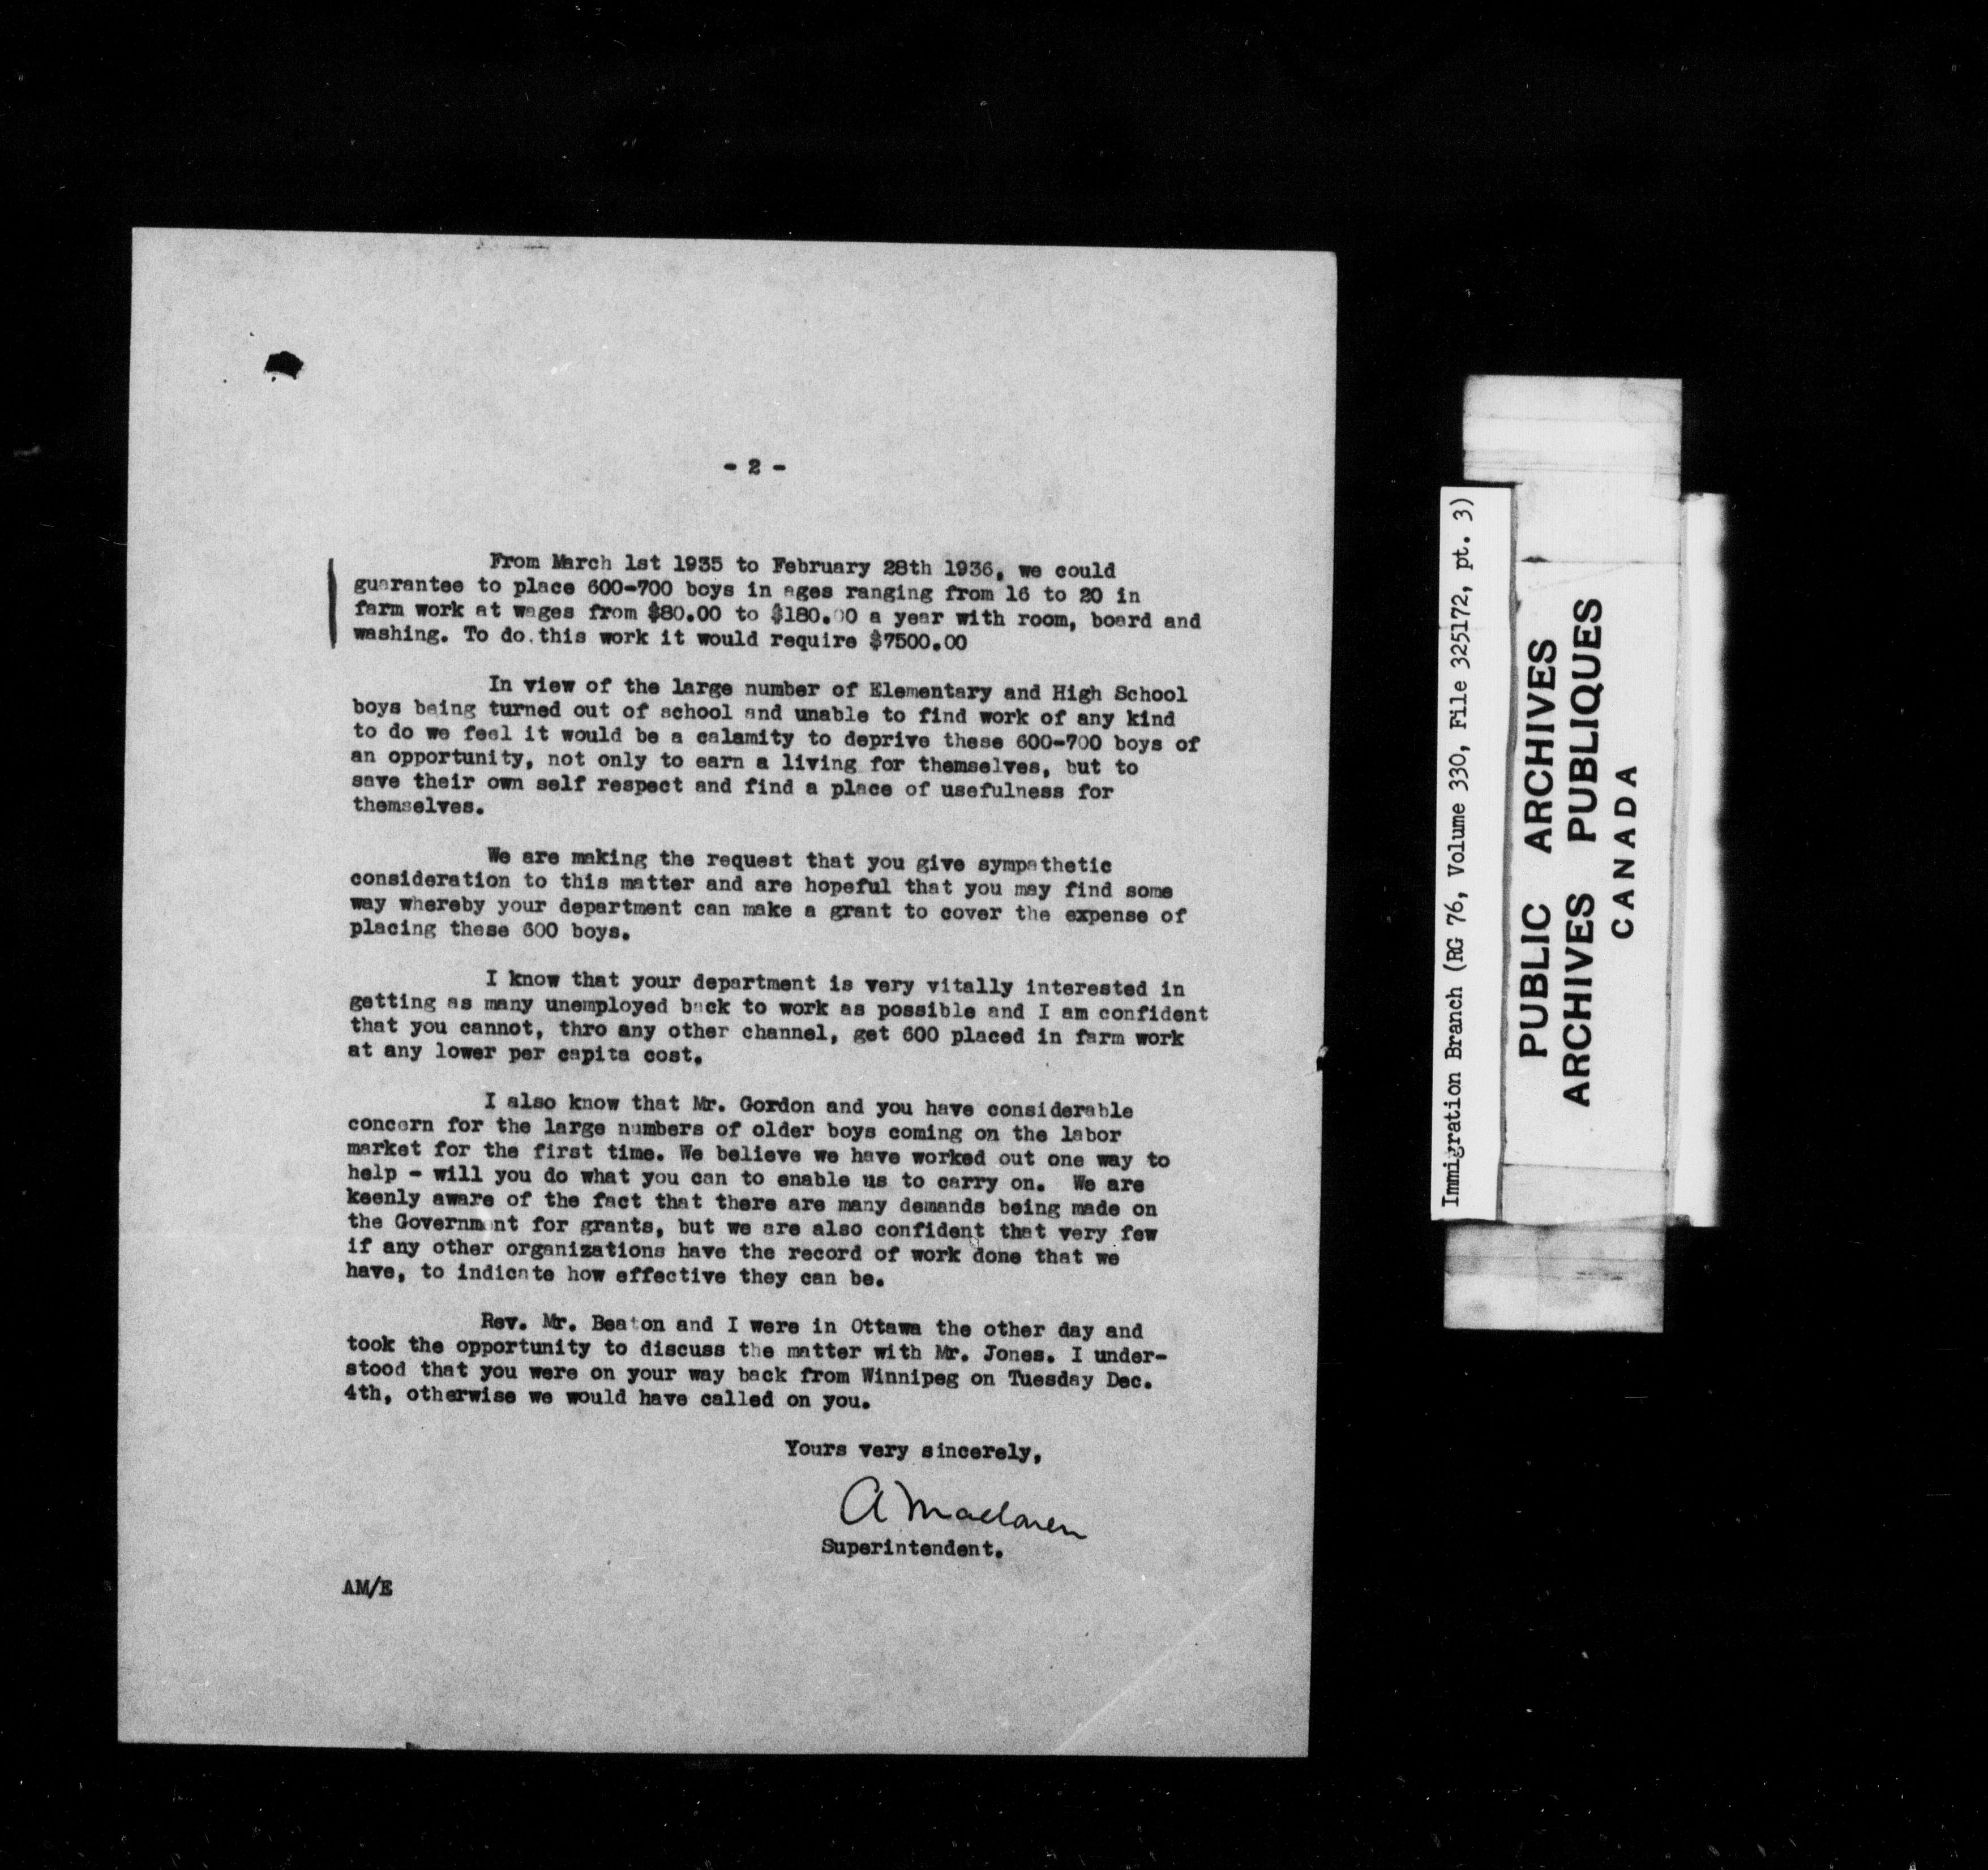 - 2 -
From March 1st 1935 to February 28th 1936, we could
guarantee to place 600-700 boys in ages ranging from 16 to 20 in
farm work at wages from $80.00 to $180.00 a year with room, board and
washing. To do.this work it would require $7500.00
In view of the large number of Elementary and High School
boys being turned out of school and unable to find work of any kind
to do we feel it would be a calamity to deprive these 600-700 boys of
an opportunity, not only to earn a living for themselves, but to
save their own self respect and find a place of usefulness for
themselves.
We are making the request that you give sympathetic
consideration to this matter and are hopeful that you may find some
way whereby your department can make a grant to cover the expense of
placing these 600 boys.
I know that your department is very vitally interested in
getting as many unemployed back to work as possible and I am confident
that you cannot, thro any other channel, get 600 placed in farm work
at any lower per capita cost.
I also know that Mr. Gordon and you have considerable
concern for the large numbers of older boys coming on the labor
market for the first time. We believe we have worked out one way to
help - will you do what you can to enable us to carry on. We are
keenly aware of the fact that there are many demands being made on
the Government for grants, but we are also confident that very few
if any other organizations have the record of work done that we
have, to indicate how effective they can be.
Rev. Mr. Beaton and I were in Ottawa the other day and
took the opportunity to discuss the matter with Mr. Jones. I under-
stood that you were on your way back from Winnipeg on Tuesday Dec.
4th, otherwise we would have called on you.
Yours very sincerely,
A Maclaren
Superintendent.
AM/E
Immigration Branch (RG 76, Volume 330, File 325172, pt. 3)
PUBLIC ARCHIVES
ARCHIVES PUBLIQUES
CANADA